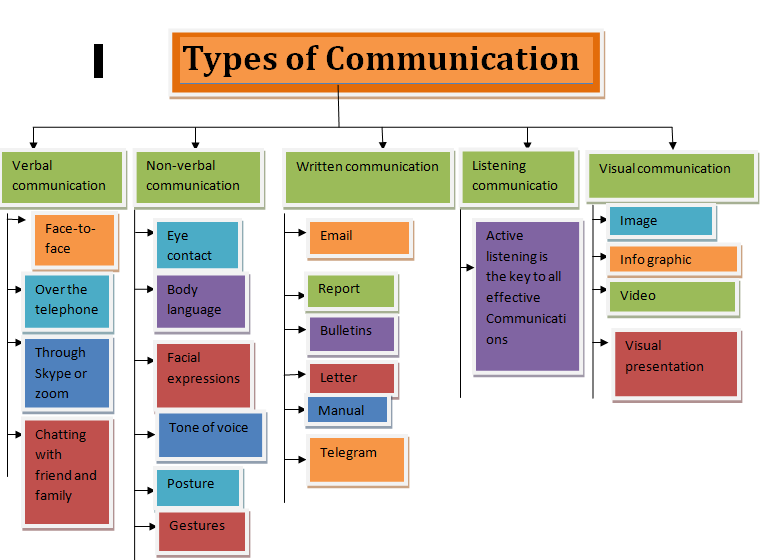 Types of Communication
Verbal
communication
Face-to-
face
Over the
telephone
Through
Skype or
zoom
Chatting
with
friend and
family
Non-verbal
communication
Eye
contact
Body
language
Facial
expressions
Tone of voice
Posture
Gestures
Written communication
Email
Report
Bulletins
Letter
Manual
Telegram
Listening
communicatio
Active
listening is
the key to all
effective
Communicati
ons
Visual communication
Image
Info graphic
Video
Visual
presentation